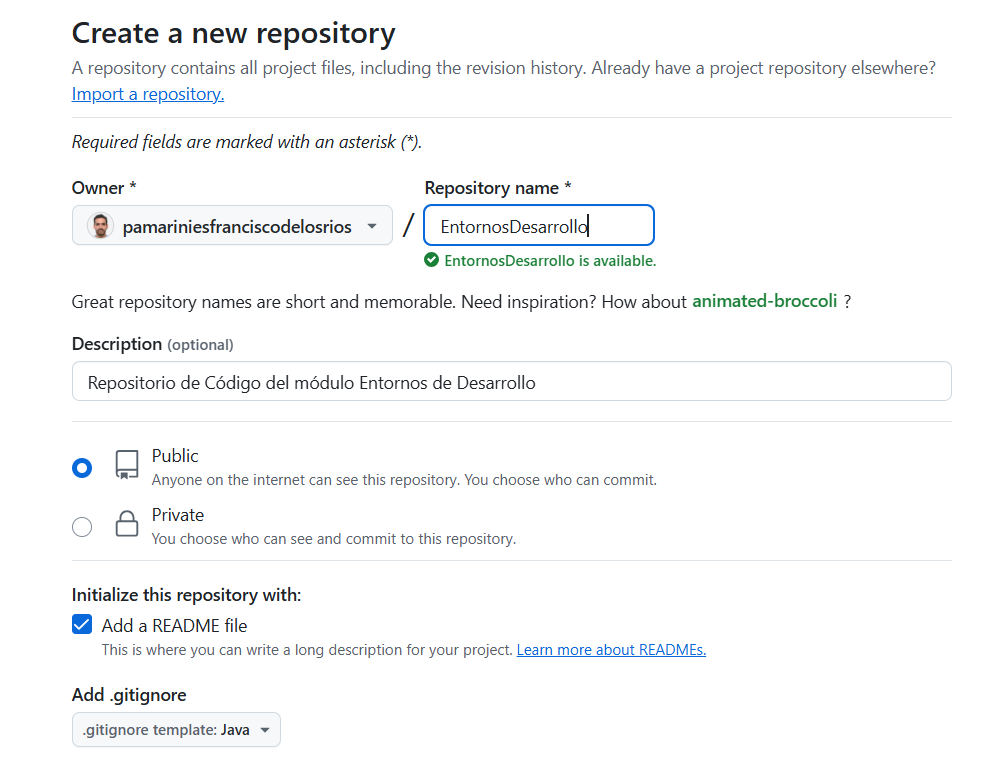 Create a new repository
A repository contains all project files, including the revision history. Already have a project repository elsewhere?
Import a repository.
Required fields are marked with an asterisk (*).
Owner *
Repository name *
pamariniesfranciscodelosrios
/
EntornosDesarrollo
EntornosDesarrollo is available.
Great repository names are short and memorable. Need inspiration? How about animated-broccoli ?
Description (optional)
Repositorio de Código del módulo Entornos de Desarrollo
Public
Anyone on the internet can see this repository. You choose who can commit.
Private
You choose who can see and commit to this repository.
Initialize this repository with:
Add a README file
This is where you can write a long description for your project. Learn more about READMEs.
Add .gitignore
.gitignore template: Java